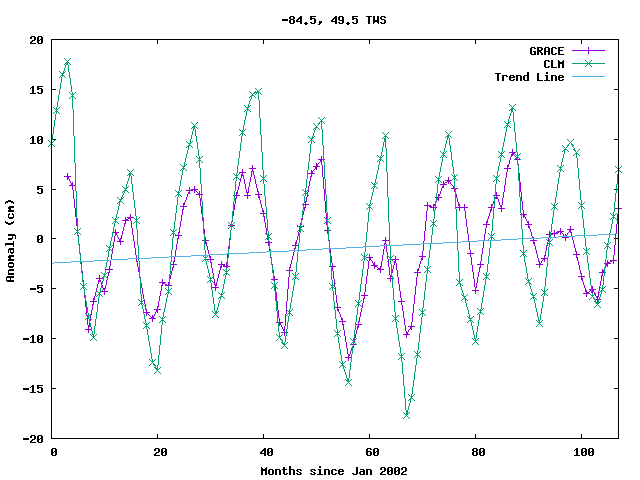 -84.5, 49.5 TWS
GRACE
CLM
Trend Line
20
15
10
5
0
-5
-10
-15
-20
Anomaly (cm)
0 20 40 60 80 100
Months since Jan 2002